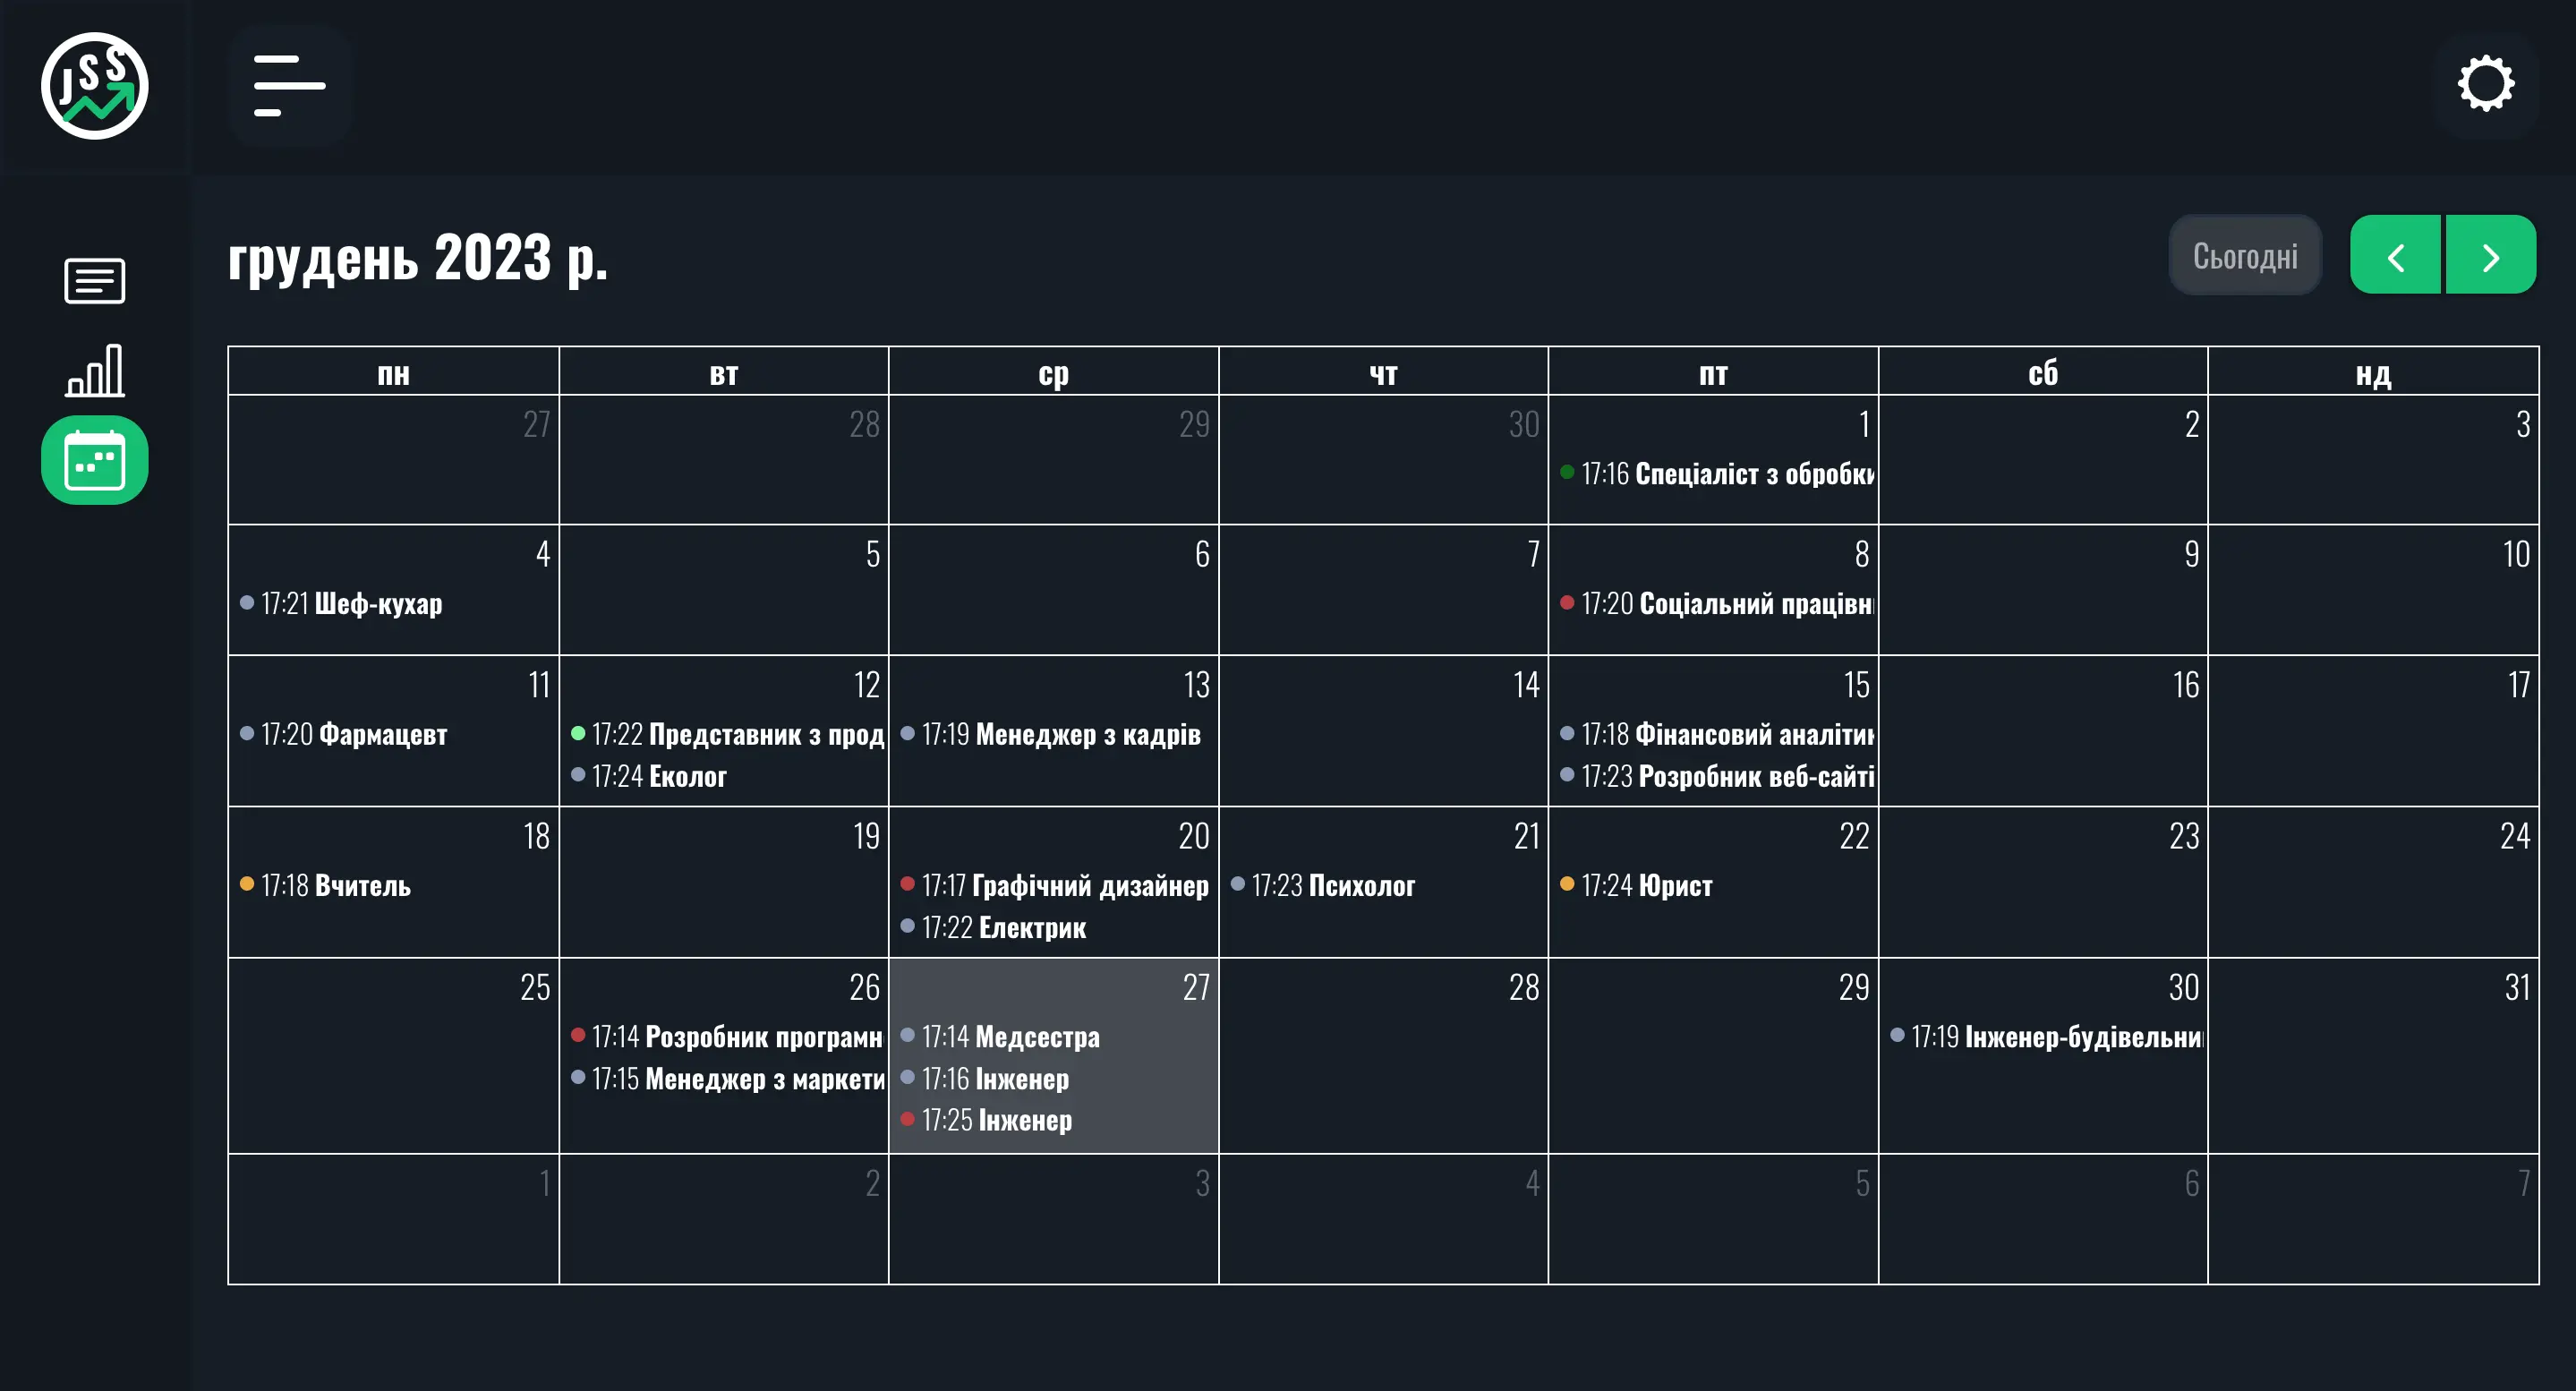 JSS
грудень 2023 р.
Сьогодні
пн вт ср чт пт сб нд
27 28 29 30 1 2 3
17:16 Спеціаліст з обробки
4 5 6 7 8 9 10
17:21 Шеф-кухар
17:20 Соціальний
11 12 13 14 15 16 17
17:20 Фармацевт
17:22 Представник з прод
17:24 Еколог
17:19 Менеджер з кадрів
17:18 Фінансовий аналітик
17:23 Розробник веб-сайті
18 19 20 21 22 23 24
17:18 Вчитель
17:17 Графічний дизайнер
17:22 Електрик
17:23 Психолог
17:24 Юрист
25 26 27 28 29 30 31
17:14 Розробник програмн
17:15 Менеджер з маркети
17:14 Медсестра
17:16 Інженер
17:25 Інженер
17:19 Інженер-будівельни
1 2 3 4 5 6 7